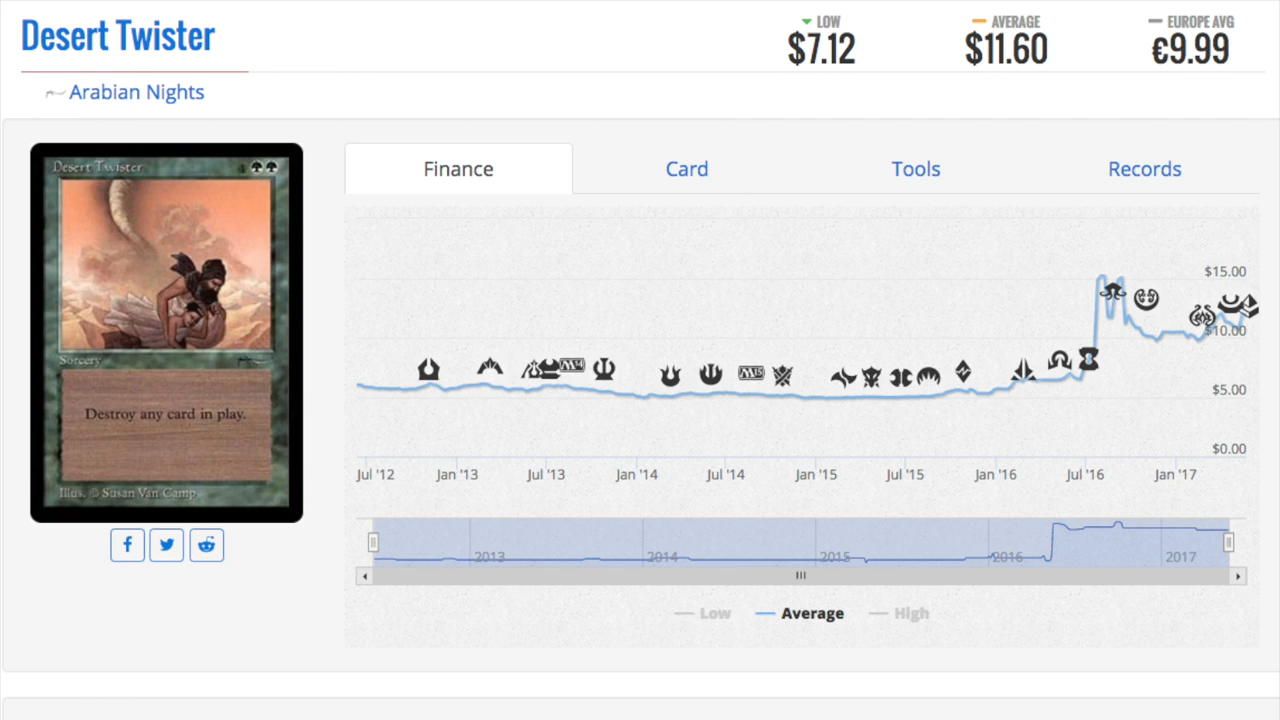 Desert Twister
LOW
$7.12
AVERAGE
$11.60
EUROPE AVG
€9.99
Arabian Nights
Desert Twister 4
Sorcery
Destroy any card in play.
Illus. © Susan Van Camp
Finance
Card
Tools
Records
$15.00
$10.00
$5.00
$0.00
M14
M15
Jul '12
Jan '13
Jul '13
Jan '14
Jul '14
Jan '15
Jul '15
Jan '16
Jul '16
Jan '17
2013
2014
2015
2016
2017
Low
Average
High